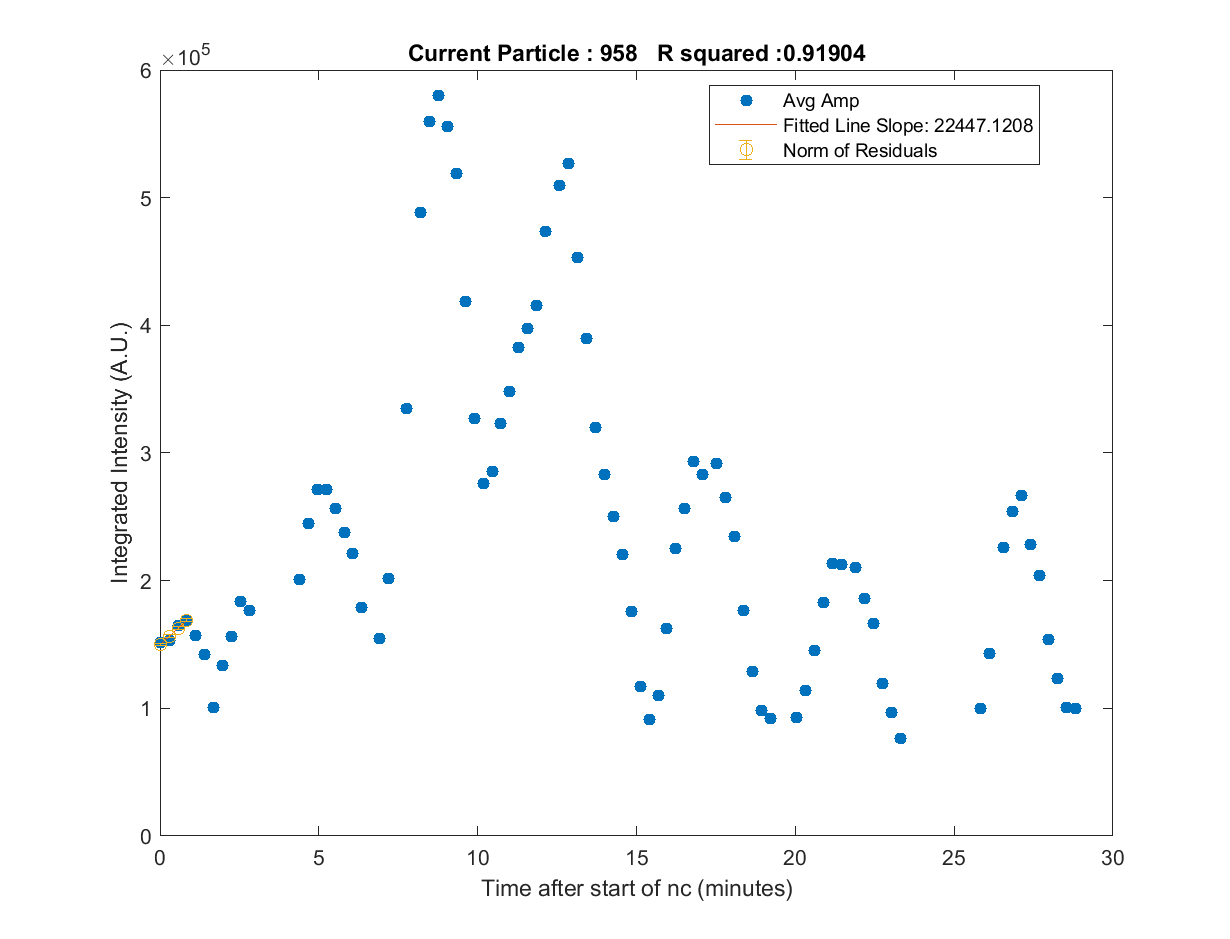 Current Particle : 958   R squared :0.91904
×10^5
Avg Amp
Fitted Line Slope: 22447.1208
Norm of Residuals
6
5
4
3
2
1
0
Integrated Intensity (A.U.)
0 5 10 15 20 25 30
Time after start of nc (minutes)